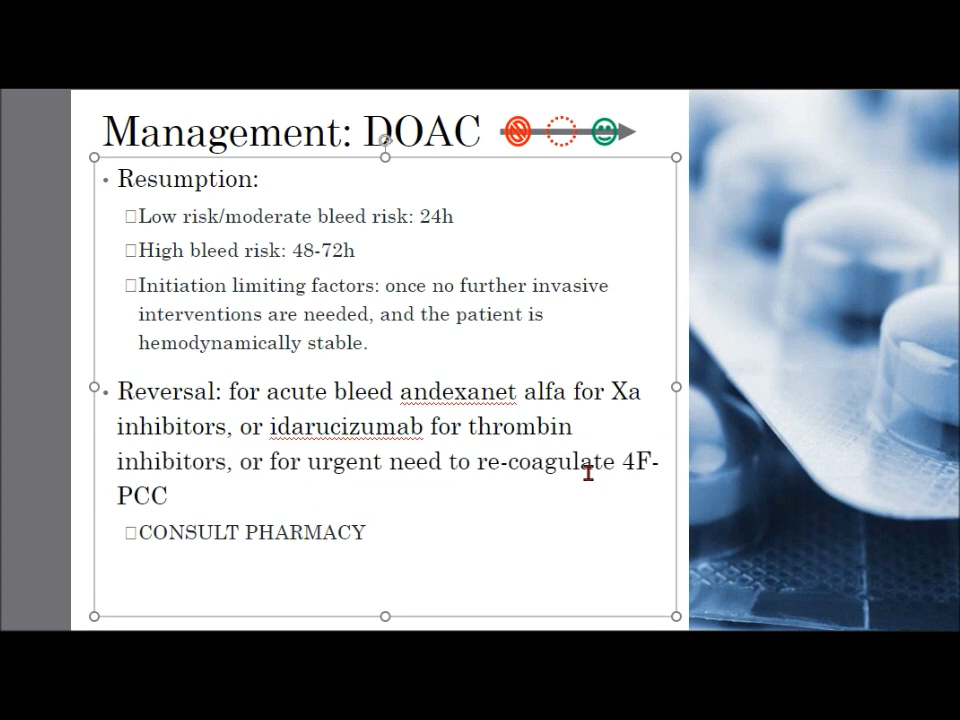 Management: DOAC
• Resumption:
□Low risk/moderate bleed risk: 24h
□High bleed risk: 48-72h
□Initiation limiting factors: once no further invasive
interventions are needed, and the patient is
hemodynamically stable.
• Reversal: for acute bleed andexanet alfa for Xa
inhibitors, or idarucizumab for thrombin
inhibitors, or for urgent need to re-coagulate 4F-
PCC
□CONSULT PHARMACY